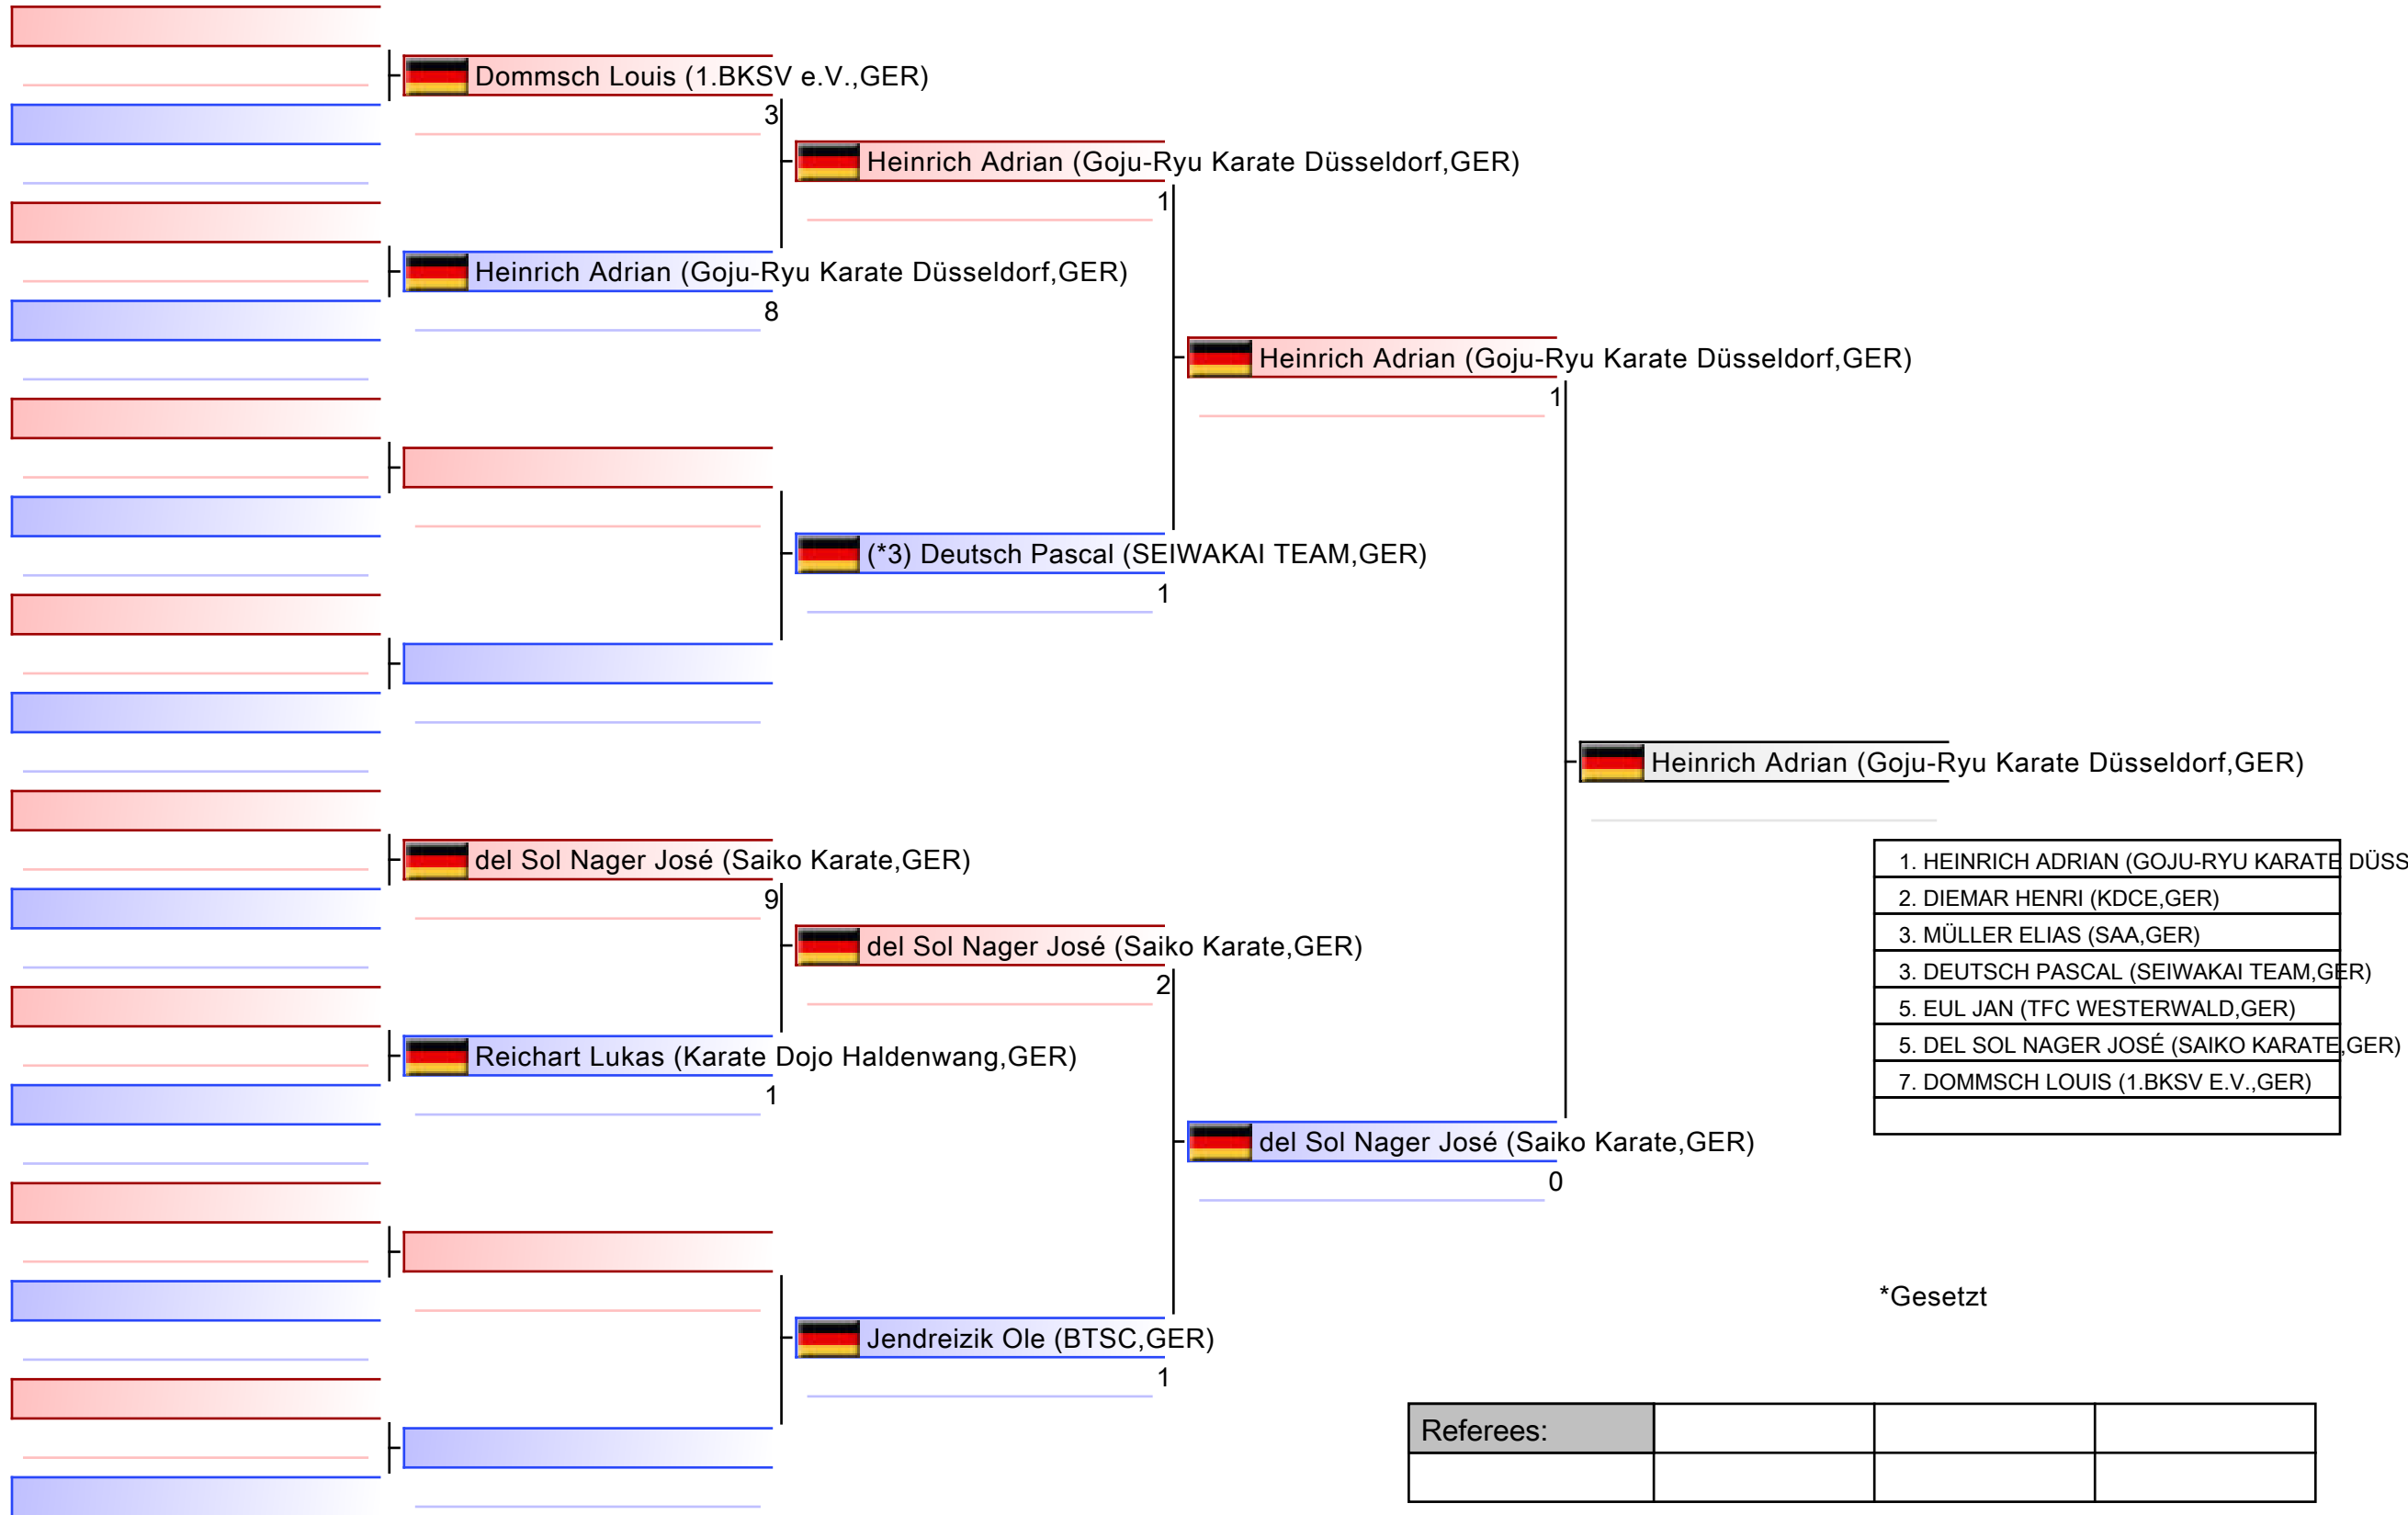 Dommsch Louis (1.BKSV e.V.,GER)
3
Heinrich Adrian (Goju-Ryu Karate Düsseldorf,GER)
1
Heinrich Adrian (Goju-Ryu Karate Düsseldorf,GER)
8
Heinrich Adrian (Goju-Ryu Karate Düsseldorf,GER)
1
(*3) Deutsch Pascal (SEIWAKAI TEAM,GER)
1
Heinrich Adrian (Goju-Ryu Karate Düsseldorf,GER)
del Sol Nager José (Saiko Karate,GER)
9
del Sol Nager José (Saiko Karate,GER)
2
Reichart Lukas (Karate Dojo Haldenwang,GER)
1
del Sol Nager José (Saiko Karate,GER)
0
Jendreizik Ole (BTSC,GER)
1
1. HEINRICH ADRIAN (GOJU-RYU KARATE DÜSS
2. DIEMAR HENRI (KDCE,GER)
3. MÜLLER ELIAS (SAA,GER)
3. DEUTSCH PASCAL (SEIWAKAI TEAM,GER)
5. EUL JAN (TFC WESTERWALD,GER)
5. DEL SOL NAGER JOSÉ (SAIKO KARATE,GER)
7. DOMMSCH LOUIS (1.BKSV E.V.,GER)
*Gesetzt
Referees: